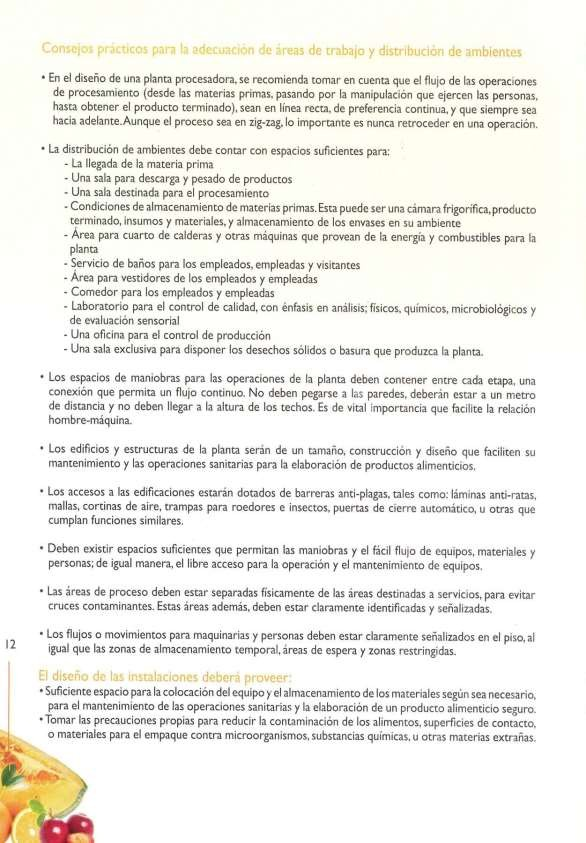 Consejos prácticos para la adecuación de áreas de trabajo y distribución de ambientes
• En el diseño de una planta procesadora, se recomienda tomar en cuenta que el flujo de las operaciones
de procesamiento (desde las materias primas, pasando por la manipulación que ejercen las personas,
hasta obtener el producto terminado), sean en línea recta, de preferencia continua, y que siempre sea
hacia adelante. Aunque el proceso sea en zig-zag, lo importante es nunca retroceder en una operación.
• La distribución de ambientes debe contar con espacios suficientes para:
- La llegada de la materia prima
- Una sala para descarga y pesado de productos
- Una sala destinada para el procesamiento
- Condiciones de almacenamiento de materias primas. Esta puede ser una cámara frigorífica, producto
terminado, insumos y materiales, y almacenamiento de los envases en su ambiente
- Área para cuarto de calderas y otras máquinas que provean de la energía y combustibles para la
planta
- Servicio de baños para los empleados, empleadas y visitantes
- Área para vestidores de los empleados y empleadas
- Comedor para los empleados y empleadas
- Laboratorio para el control de calidad, con énfasis en análisis; físicos, químicos, microbiológicos y
de evaluación sensorial
- Una oficina para el control de producción
- Una sala exclusiva para disponer los desechos sólidos o basura que produzca la planta.
• Los espacios de maniobras para las operaciones de la planta deben contener entre cada etapa, una
conexión que permita un flujo continuo. No deben pegarse a las paredes, deberán estar a un metro
de distancia y no deben llegar a la altura de los techos. Es de vital importancia que facilite la relación
hombre-máquina.
• Los edificios y estructuras de la planta serán de un tamaño, construcción y diseño que faciliten su
mantenimiento y las operaciones sanitarias para la elaboración de productos alimenticios.
• Los accesos a las edificaciones estarán dotados de barreras anti-plagas, tales como: láminas anti-ratas,
mallas, cortinas de aire, trampas para roedores e insectos, puertas de cierre automático, u otras que
cumplan funciones similares.
• Deben existir espacios suficientes que permitan las maniobras y el fácil flujo de equipos, materiales y
personas; de igual manera, el libre acceso para la operación y el mantenimiento de equipos.
• Las áreas de proceso deben estar separadas físicamente de las áreas destinadas a servicios, para evitar
cruces contaminantes. Estas áreas además, deben estar claramente identificadas y señalizadas.
• Los flujos o movimientos para maquinarias y personas deben estar claramente señalizados en el piso, al
igual que las zonas de almacenamiento temporal, áreas de espera y zonas restringidas.
12
El diseño de las instalaciones deberá proveer:
• Suficiente espacio para la colocación del equipo y el almacenamiento de los materiales según sea necesario,
para el mantenimiento de las operaciones sanitarias y la elaboración de un producto alimenticio seguro.
• Tomar las precauciones propias para reducir la contaminación de los alimentos, superficies de contacto,
o materiales para el empaque contra microorganismos, substancias químicas, u otras materias extrañas.